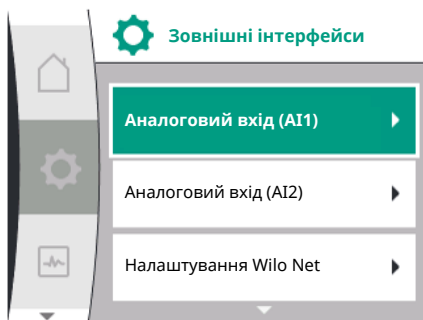 Зовнішні інтерфейси
Аналоговий вхід (AI1)
Аналоговий вхід (AI2)
Налаштування Wilo Net